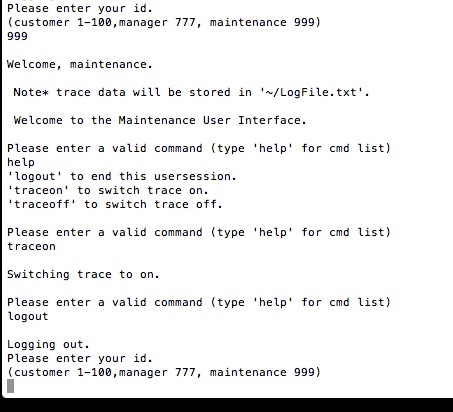 Please enter your id.
(customer 1-100,manager 777, maintenance 999)
999
Welcome, maintenance.
Note* trace data will be stored in '~/LogFile.txt'.
Welcome to the Maintenance User Interface.
Please enter a valid command (type 'help' for cmd list)
help
'logout' to end this usersession.
'traceon' to switch trace on.
'traceoff' to switch trace off.
Please enter a valid command (type 'help' for cmd list)
traceon
Switching trace to on.
Please enter a valid command (type 'help' for cmd list)
logout
Logging out.
Please enter your id.
(customer 1-100,manager 777, maintenance 999)